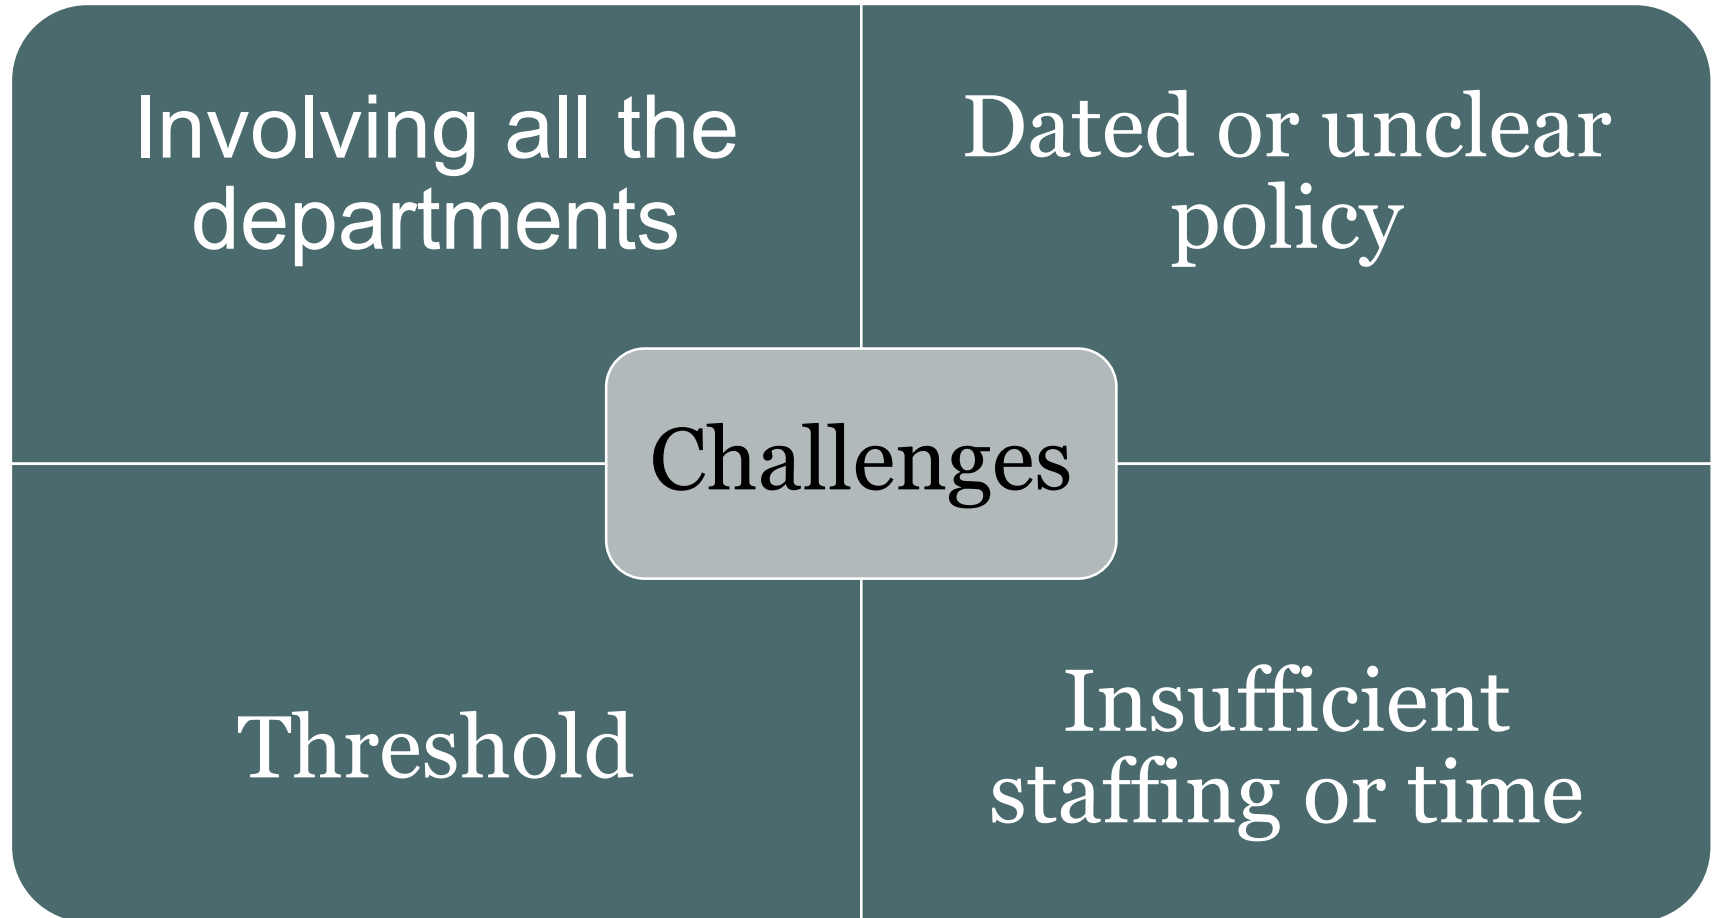 Involving all the
departments
Dated or unclear
policy
Challenges
Threshold
Insufficient
staffing or time